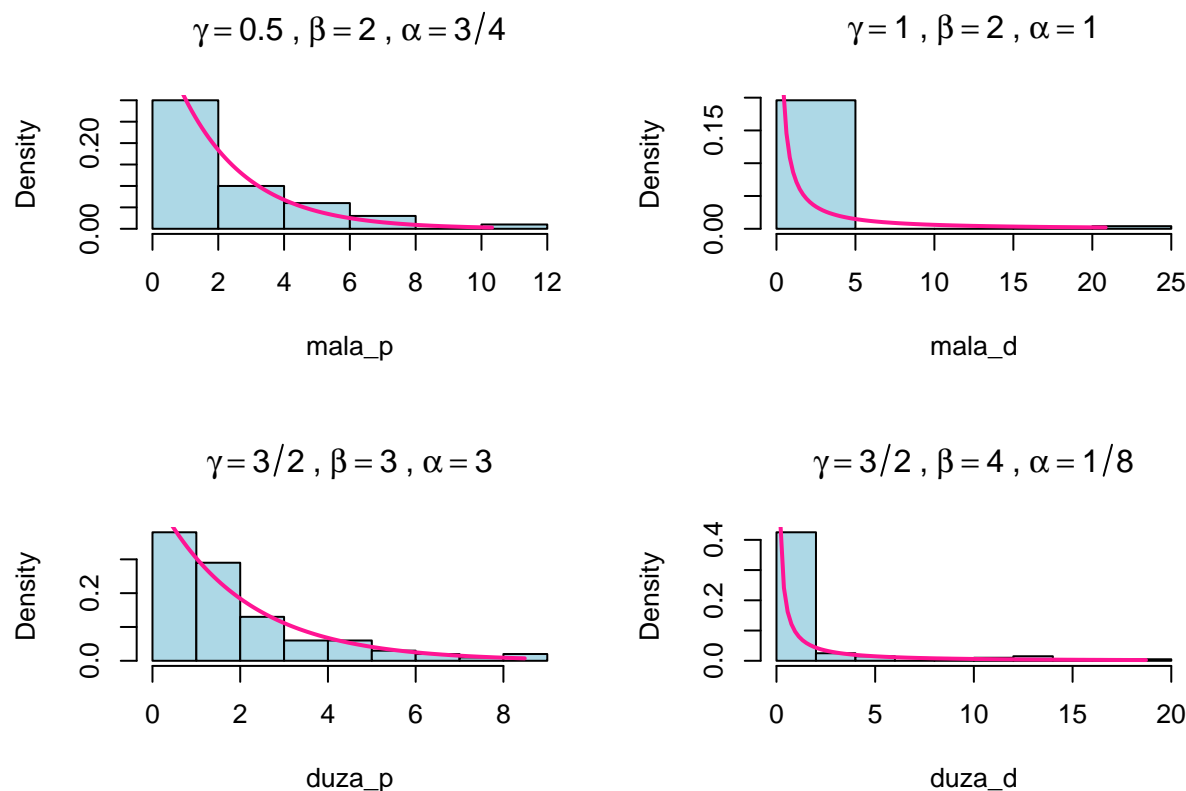 γ = 0.5 , β = 2 , α = 3/4
Density
0.00 0.20
0 2 4 6 8 10 12
mala_p
γ = 1 , β = 2 , α = 1
Density
0.00 0.15
0 5 10 15 20 25
mala_d
γ = 3/2 , β = 3 , α = 3
Density
0.0 0.2
0 2 4 6 8
duza_p
γ = 3/2 , β = 4 , α = 1/8
Density
0.0 0.2 0.4
0 5 10 15 20
duza_d